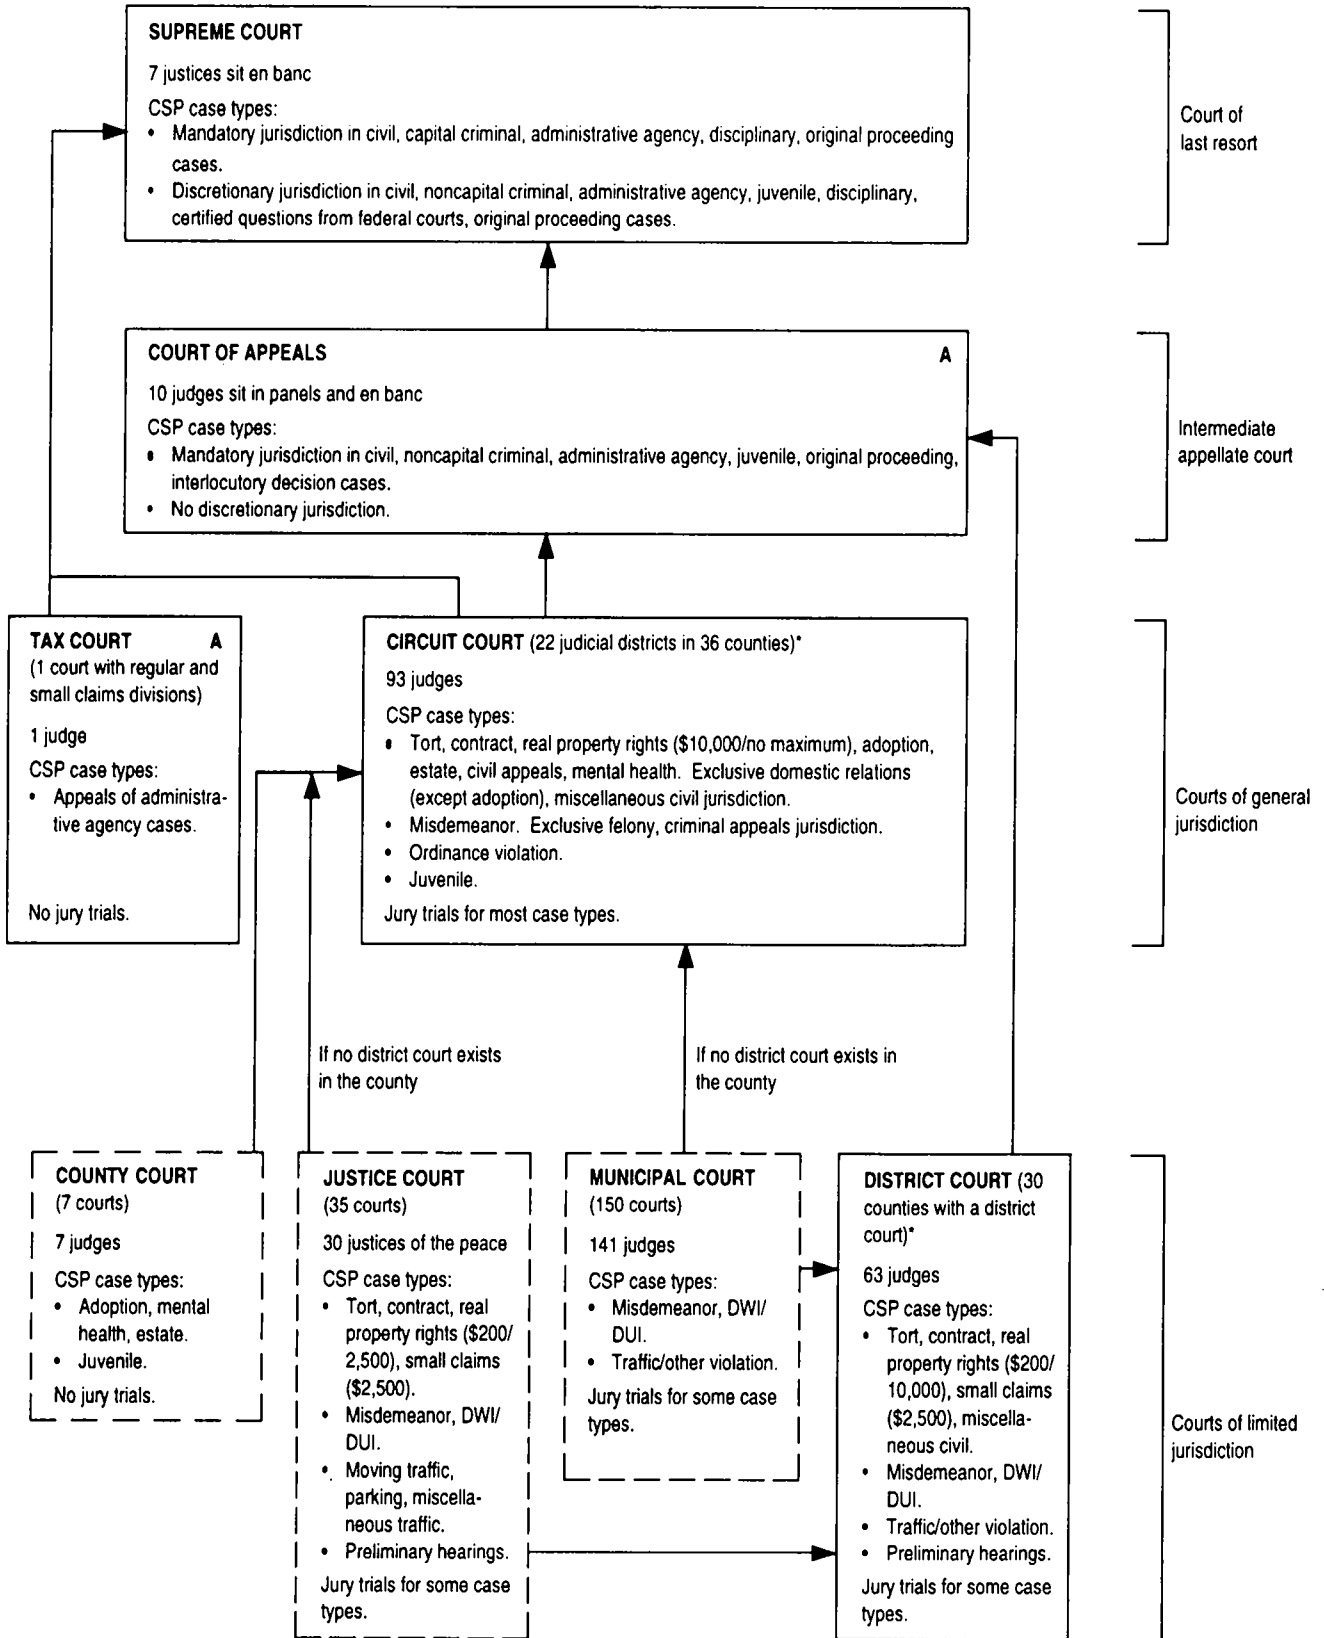 SUPREME COURT
7 justices sit en banc
CSP case types:
• Mandatory jurisdiction in civil, capital criminal, administrative agency, disciplinary, original proceeding
cases.
• Discretionary jurisdiction in civil, noncapital criminal, administrative agency, juvenile, disciplinary,
certified questions from federal courts, original proceeding cases.
Court of
last resort
COURT OF APPEALS A
10 judges sit in panels and en banc
CSP case types:
• Mandatory jurisdiction in civil, noncapital criminal, administrative agency, juvenile, original proceeding,
interlocutory decision cases.
• No discretionary jurisdiction.
Intermediate
appellate court
TAX COURT A
(1 court with regular and
small claims divisions)
1 judge
CSP case types:
• Appeals of administra-
tive agency cases.
No jury trials.
CIRCUIT COURT (22 judicial districts in 36 counties)*
93 judges
CSP case types:
• Tort, contract, real property rights ($10,000/no maximum), adoption,
estate, civil appeals, mental health. Exclusive domestic relations
(except adoption), miscellaneous civil jurisdiction.
• Misdemeanor. Exclusive felony, criminal appeals jurisdiction.
• Ordinance violation.
• Juvenile.
Jury trials for most case types.
Courts of general
jurisdiction
If no district court exists
in the county
If no district court exists in
the county
COUNTY COURT
(7 courts)
7 judges
CSP case types:
• Adoption, mental
health, estate.
• Juvenile.
No jury trials.
JUSTICE COURT
(35 courts)
30 justices of the peace
CSP case types:
• Tort, contract, real
property rights ($200/
2,500), small claims
($2,500).
• Misdemeanor, DWI/
DUI.
• Moving traffic,
parking, miscella-
neous traffic.
• Preliminary hearings.
Jury trials for some case
types.
MUNICIPAL COURT
(150 courts)
141 judges
CSP case types:
• Misdemeanor, DWI/
DUI.
• Traffic/other violation.
Jury trials for some case
types.
DISTRICT COURT (30
counties with a district
court)*
63 judges
CSP case types:
• Tort, contract, real
property rights ($200/
10,000), small claims
($2,500), miscella-
neous civil.
• Misdemeanor, DWI/
DUI.
• Traffic/other violation.
• Preliminary hearings.
Jury trials for some case
types.
Courts of limited
jurisdiction